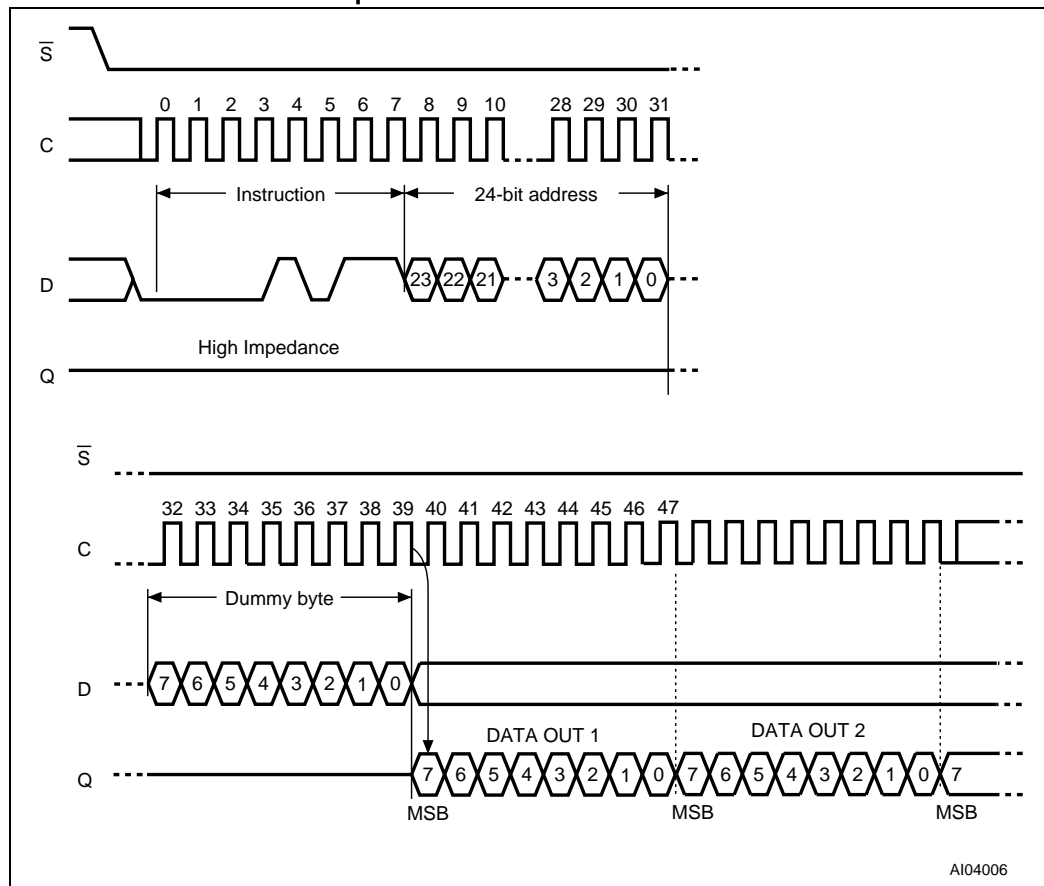 S
0 1 2 3 4 5 6 7 8 9 10 28 29 30 31
C
Instruction 24-bit address
D 23 22 21 3 2 1 0
High Impedance
Q
S
32 33 34 35 36 37 38 39 40 41 42 43 44 45 46 47
C
Dummy byte
D 7 6 5 4 3 2 1 0
DATA OUT 1 DATA OUT 2
Q 7 6 5 4 3 2 1 0 7 6 5 4 3 2 1 0 7
MSB MSB MSB
AI04006